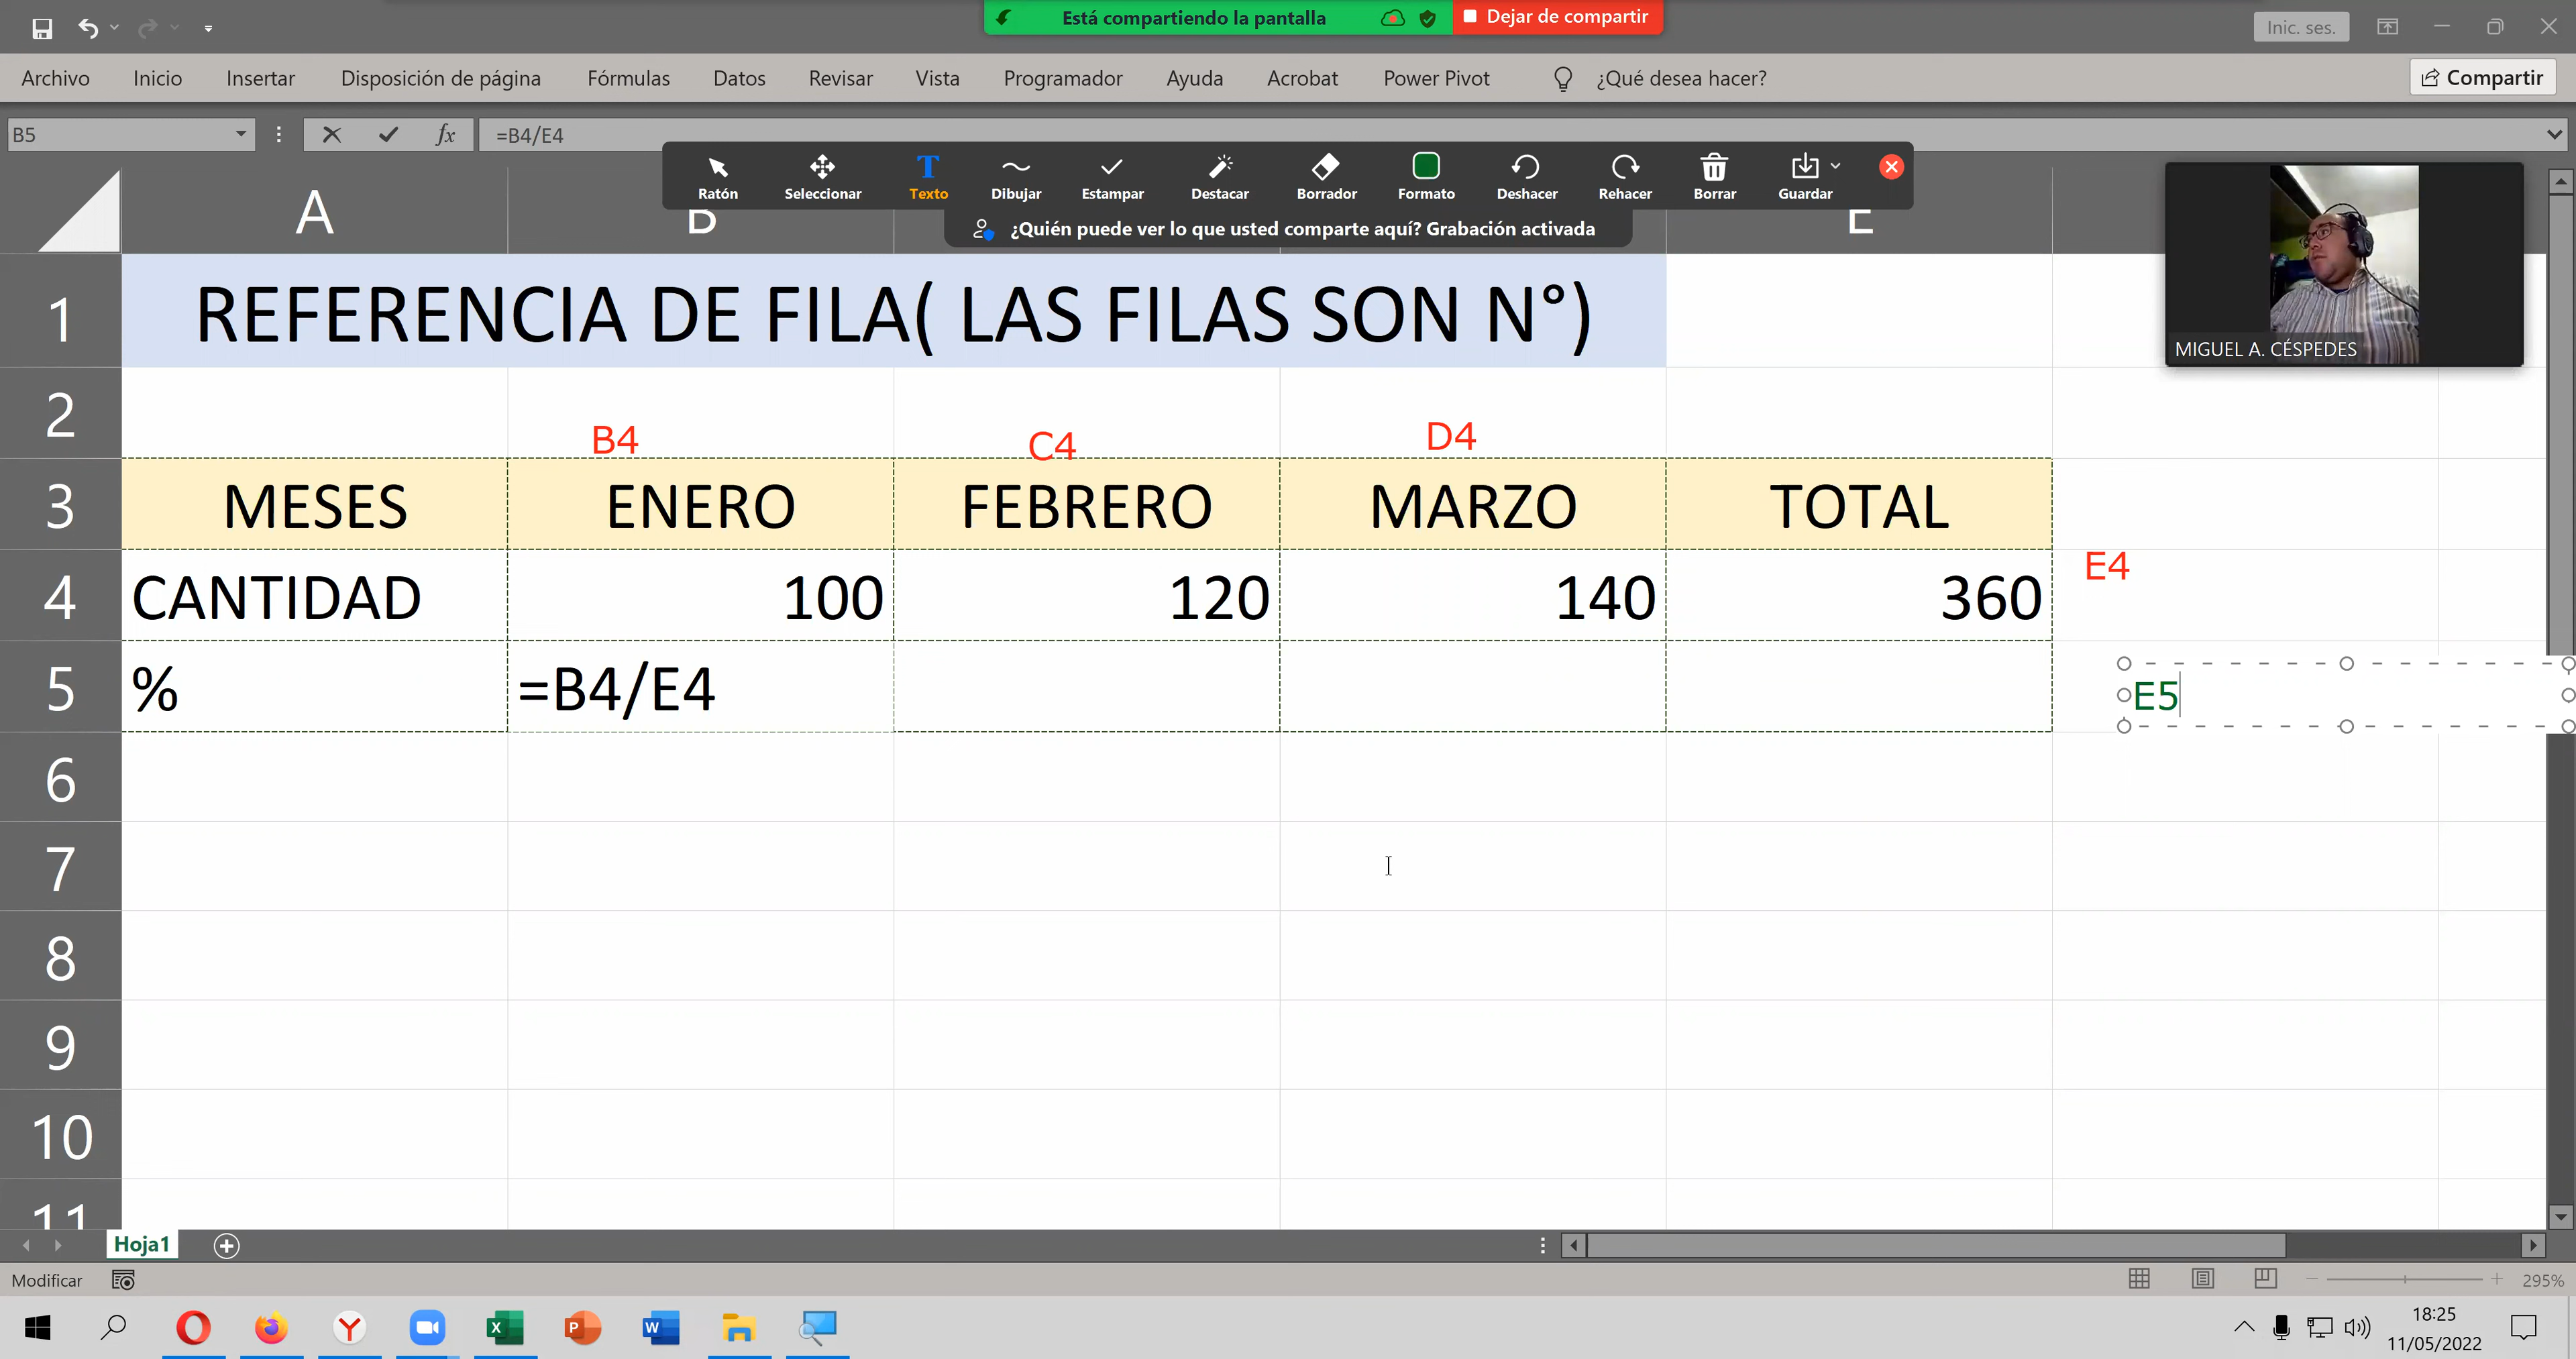 Está compartiendo la pantalla
Dejar de compartir
Inic. ses.
Archivo Inicio Insertar Disposición de página Fórmulas Datos Revisar Vista Programador Ayuda Acrobat Power Pivot ¿Qué desea hacer? Compartir
B5 fx =B4/E4
Ratón Seleccionar Texto Dibujar Estampar Destacar Borrador Formato Deshacer Rehacer Borrar Guardar
¿Quién puede ver lo que usted comparte aquí? Grabación activada
A B E
MIGUEL A. CÉSPEDES
1 REFERENCIA DE FILA( LAS FILAS SON N°)
2
B4 C4 D4
3 MESES ENERO FEBRERO MARZO TOTAL
E4
4 CANTIDAD 100 120 140 360
5 % =B4/E4 E5
6
7
8
9
10
11
Hoja1
Modificar 295%
18:25
11/05/2022